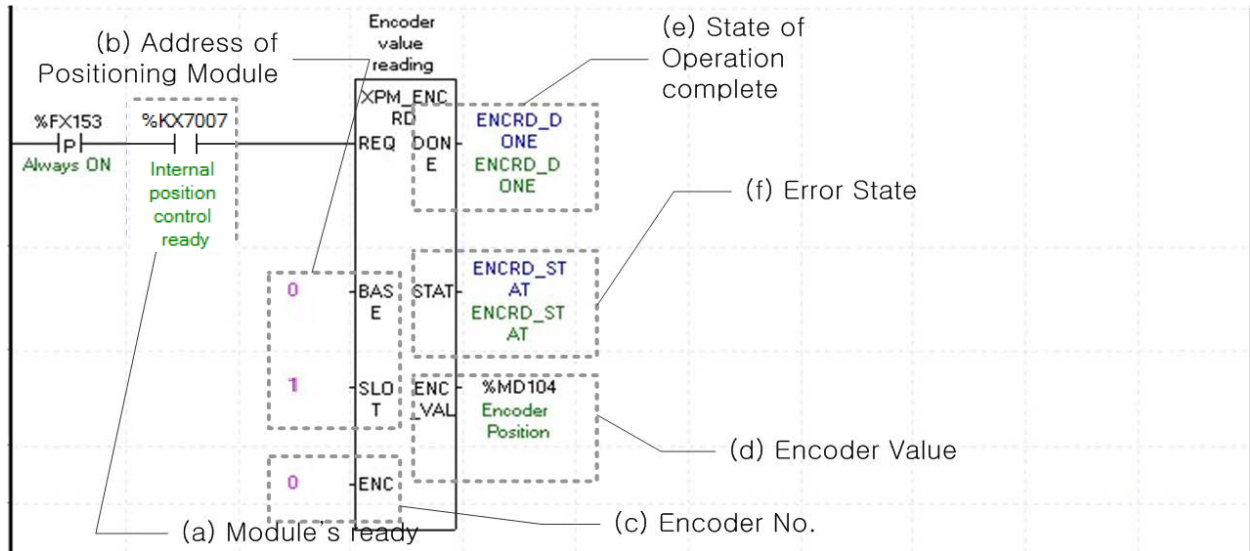 (b) Address of
Positioning Module
Encoder
value
reading
(e) State of
Operation
complete
%FX153
%KX7007
P
Always ON
Internal
position
control
ready
XPM_ENC
RD
REQ
DON
E
ENCRD_D
ONE
ENCRD_D
ONE
(f) Error State
0
BAS
E
STAT
ENCRD_ST
AT
ENCRD_ST
AT
1
SLO
T
ENC
_VAL
%MD104
Encoder
Position
(d) Encoder Value
0
ENC
(a) Module's ready
(c) Encoder No.